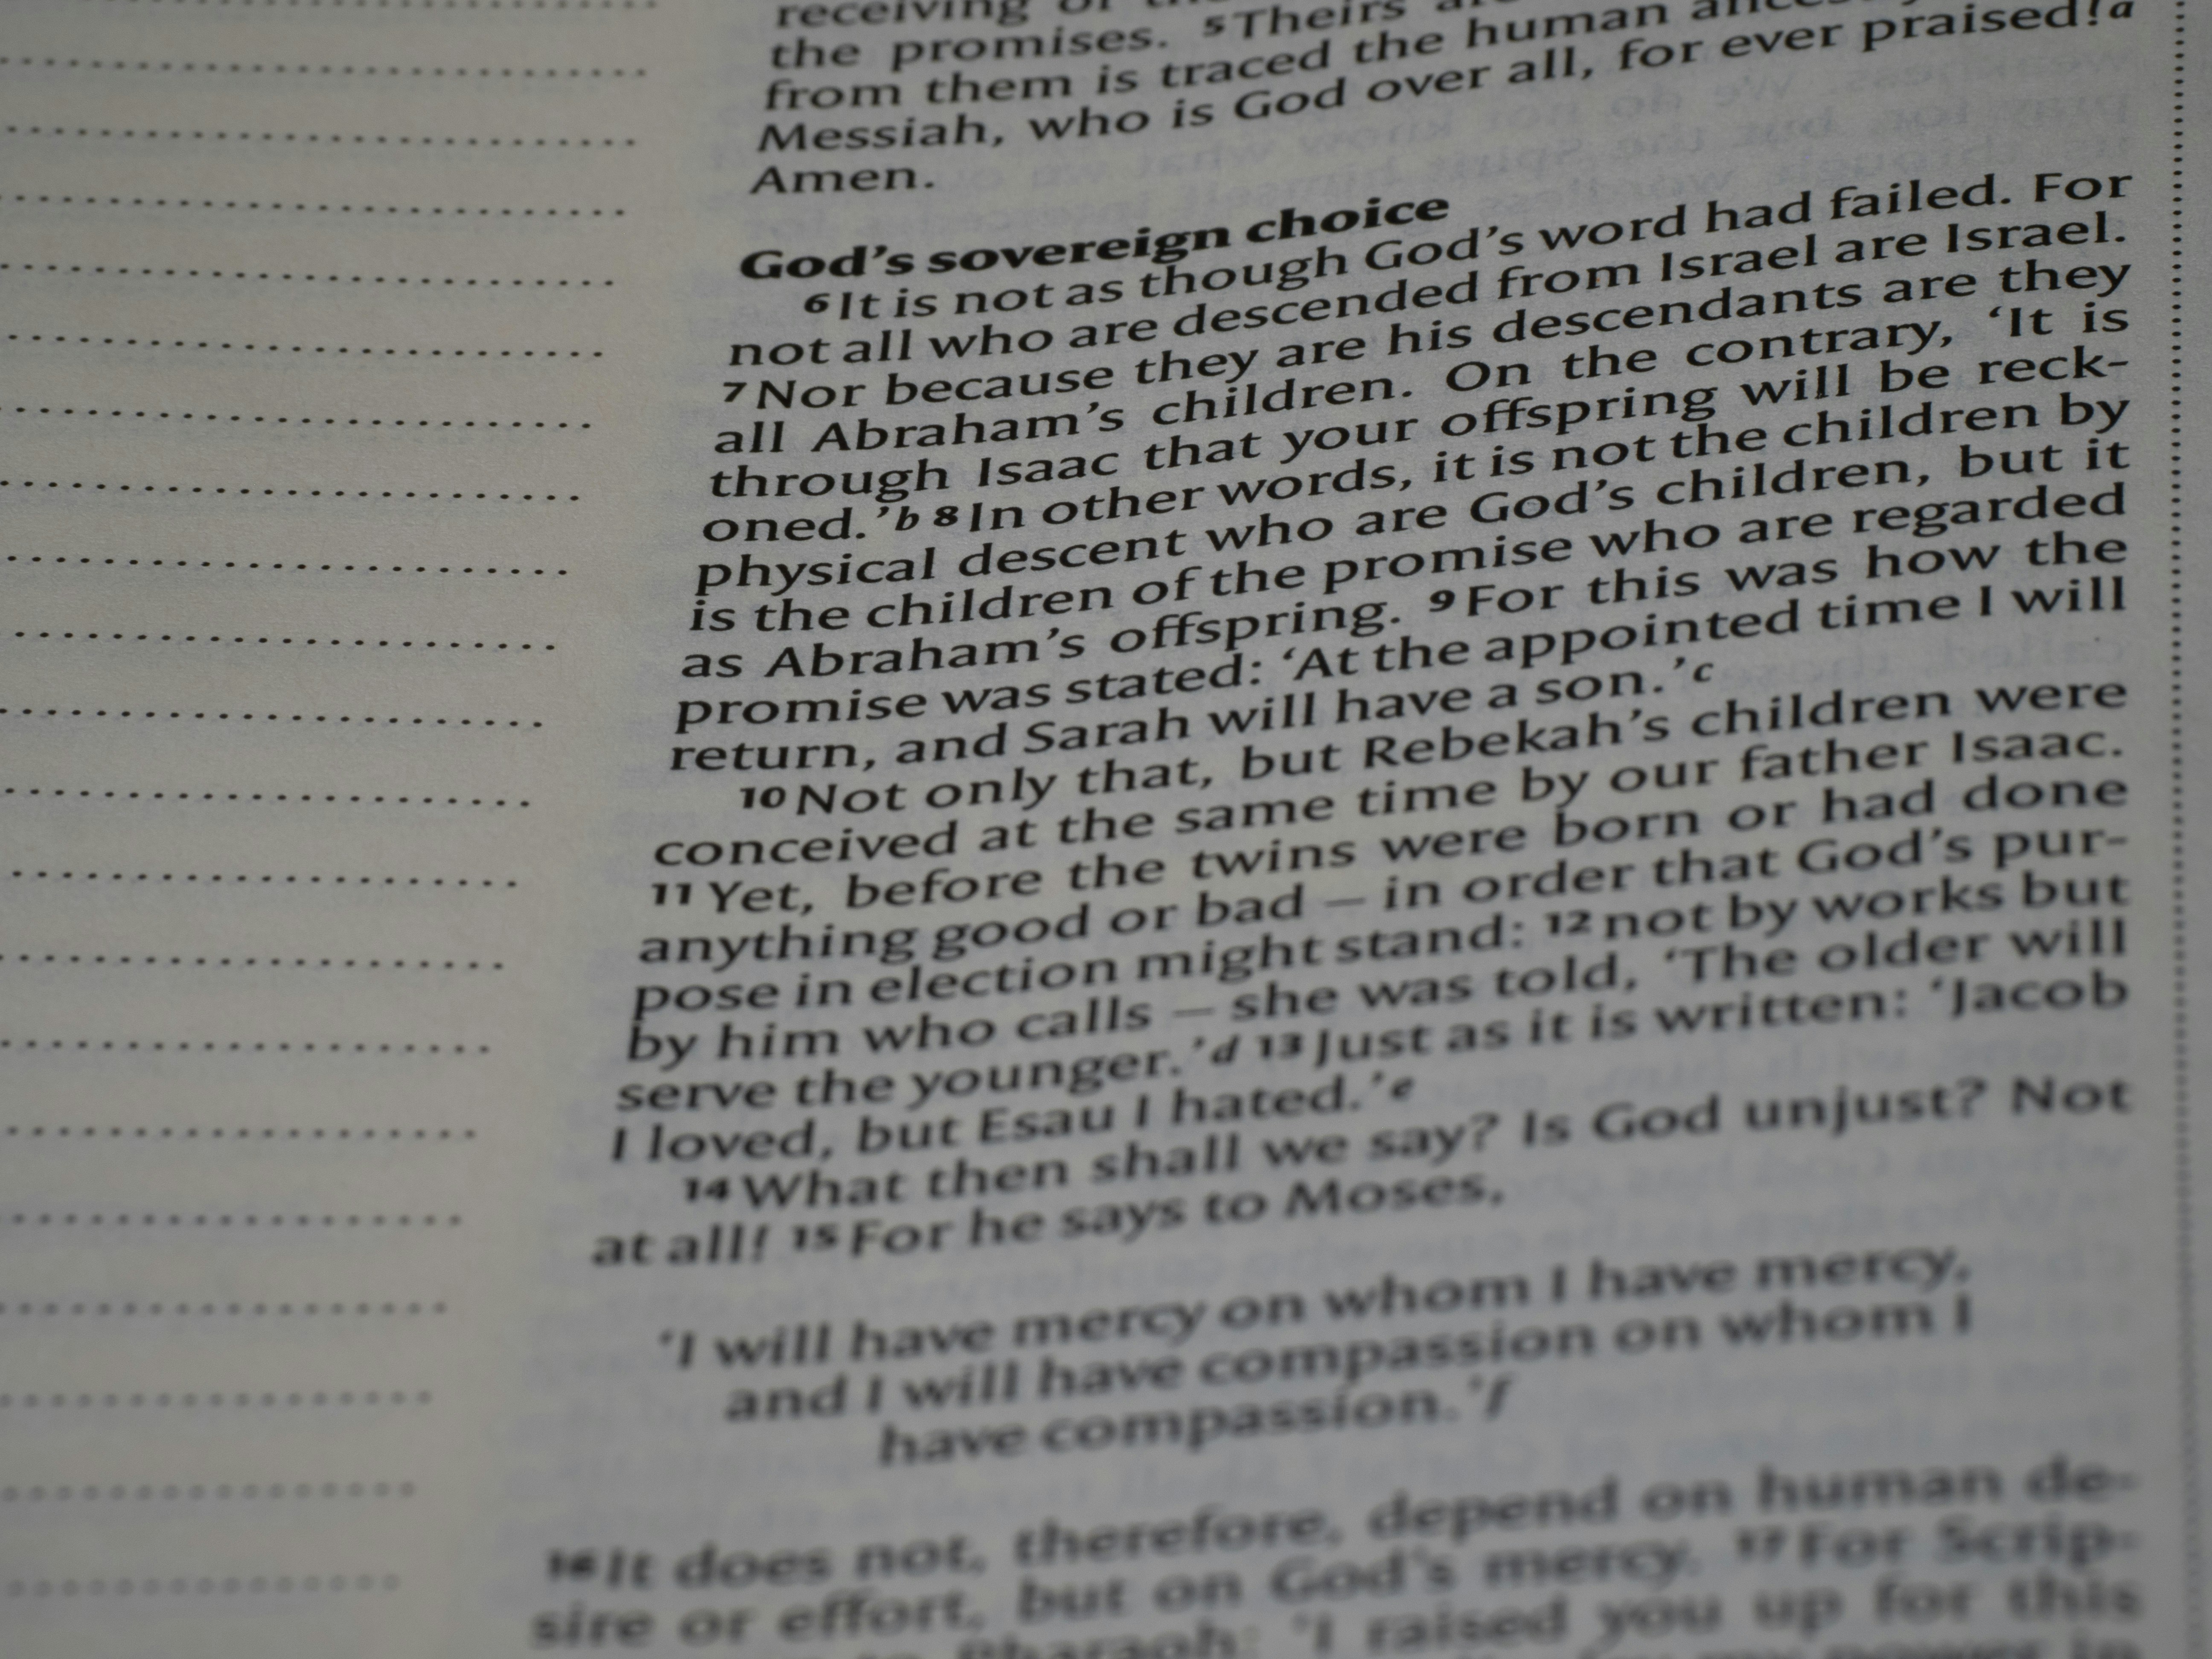 receiving of
the promises. 5 Theirs
from them is traced the human
Messiah, who is God over all, for ever praised! a
Amen.
God's sovereign choice
6 It is not as though God's word had failed. For
not all who are descended from Israel are Israel.
7 Nor because they are his descendants are they
all Abraham's children. On the contrary, 'It is
through Isaac that your offspring will be reck-
oned.' b 8 In other words, it is not the children by
physical descent who are God's children, but it
is the children of the promise who are regarded
as Abraham's offspring. 9 For this was how the
promise was stated: 'At the appointed time I will
return, and Sarah will have a son.' c
10 Not only that, but Rebekah's children were
conceived at the same time by our father Isaac.
11 Yet, before the twins were born or had done
anything good or bad – in order that God's pur-
pose in election might stand: 12 not by works but
by him who calls – she was told, 'The older will
serve the younger.' d 13 Just as it is written: 'Jacob
I loved, but Esau I hated.' e
14 What then shall we say? Is God unjust? Not
at all! 15 For he says to Moses,
'I will have mercy on whom I have mercy,
and I will have compassion on whom I
have compassion.' f
16 It does not, therefore, depend on human de-
sire or effort, but on God's mercy. 17 For Scrip-
to Pharaoh: 'I raised you up for this
my power in